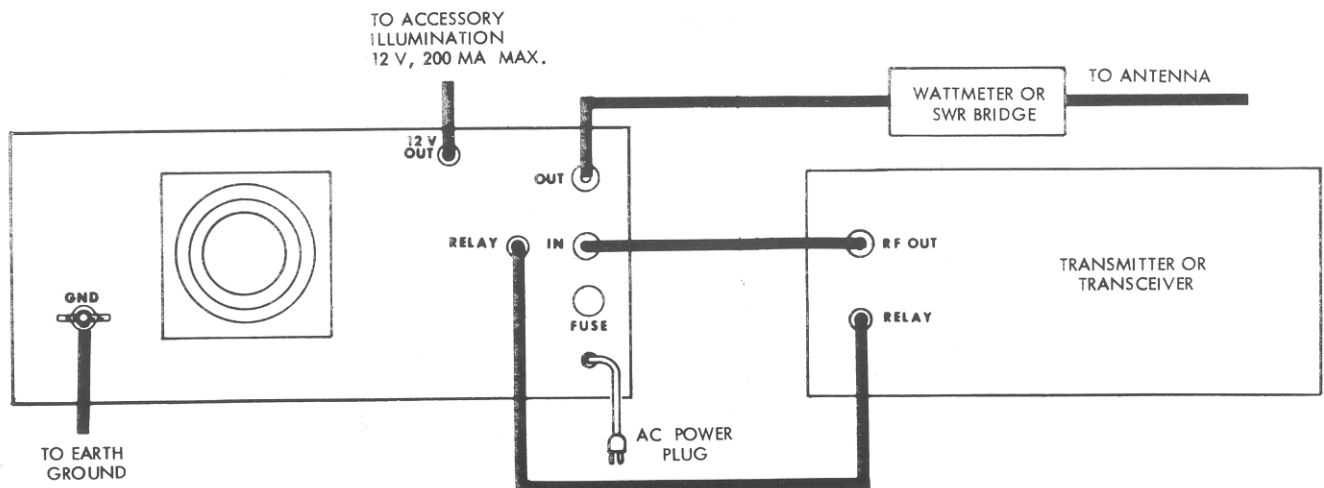 TO ACCESSORY
ILLUMINATION
12 V, 200 MA MAX.
TO ANTENNA
WATTMETER OR
SWR BRIDGE
12 V
OUT
OUT
RELAY
IN
RF OUT
TRANSMITTER OR
TRANSCEIVER
GND
FUSE
RELAY
AC POWER
PLUG
TO EARTH
GROUND